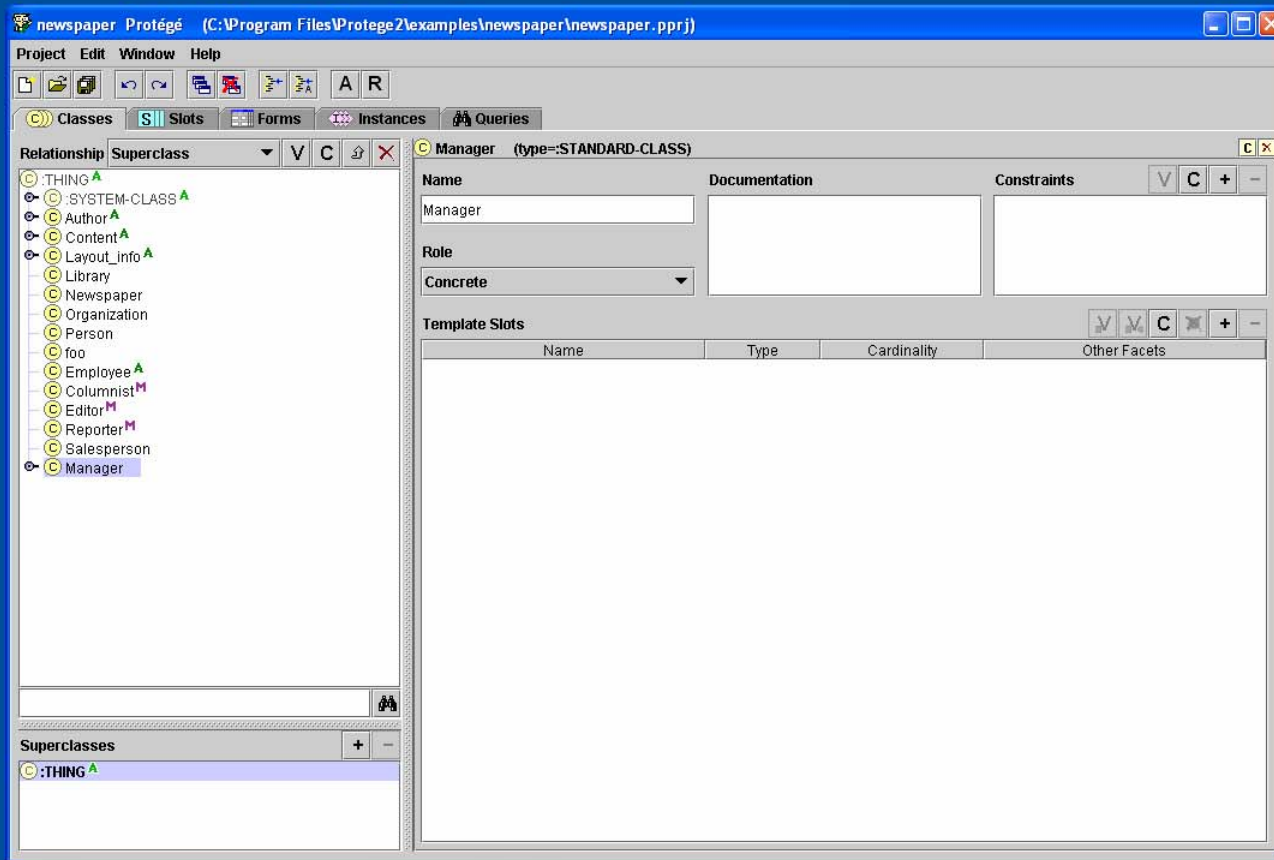 newspaper Protégé (C:\Program Files\Protege2\examples\newspaper\newspaper.pprj)
Project Edit Window Help
A R
C Classes S Slots Forms I Instances Queries
Relationship Superclass V C
C :THING A
C :SYSTEM-CLASS A
C Author A
C Content A
C Layout_info A
C Library
C Newspaper
C Organization
C Person
C foo
C Employee A
C Columnist M
C Editor M
C Reporter M
C Salesperson
C Manager
Superclasses + -
C :THING A
C Manager (type=:STANDARD-CLASS) C x
Name
Manager
Role
Concrete
Documentation
Constraints V C + -
Template Slots V V C + -
Name Type Cardinality Other Facets